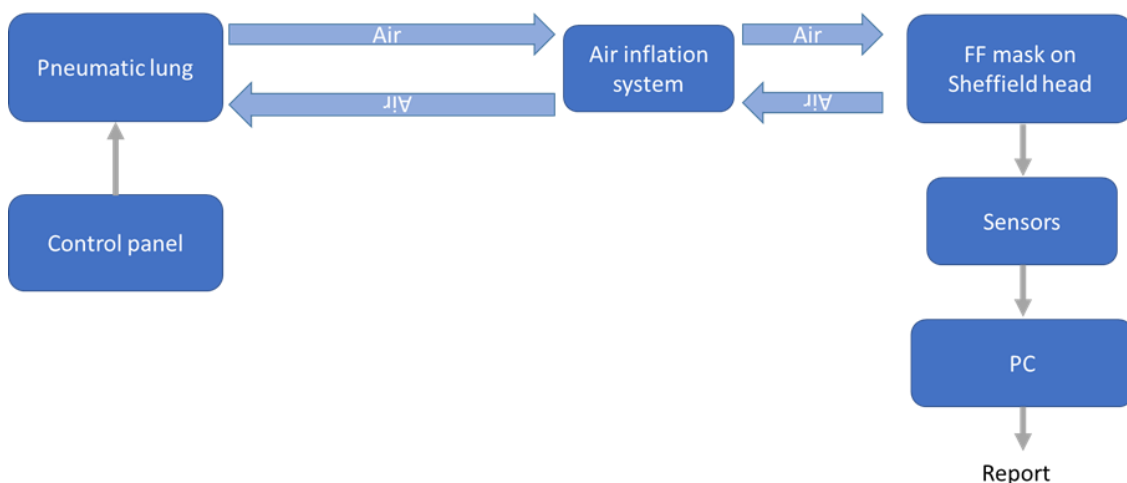 Pneumatic lung
Air
Air inflation
system
Air
FF mask on
Sheffield head
Air
Air
Control panel
Sensors
PC
Report